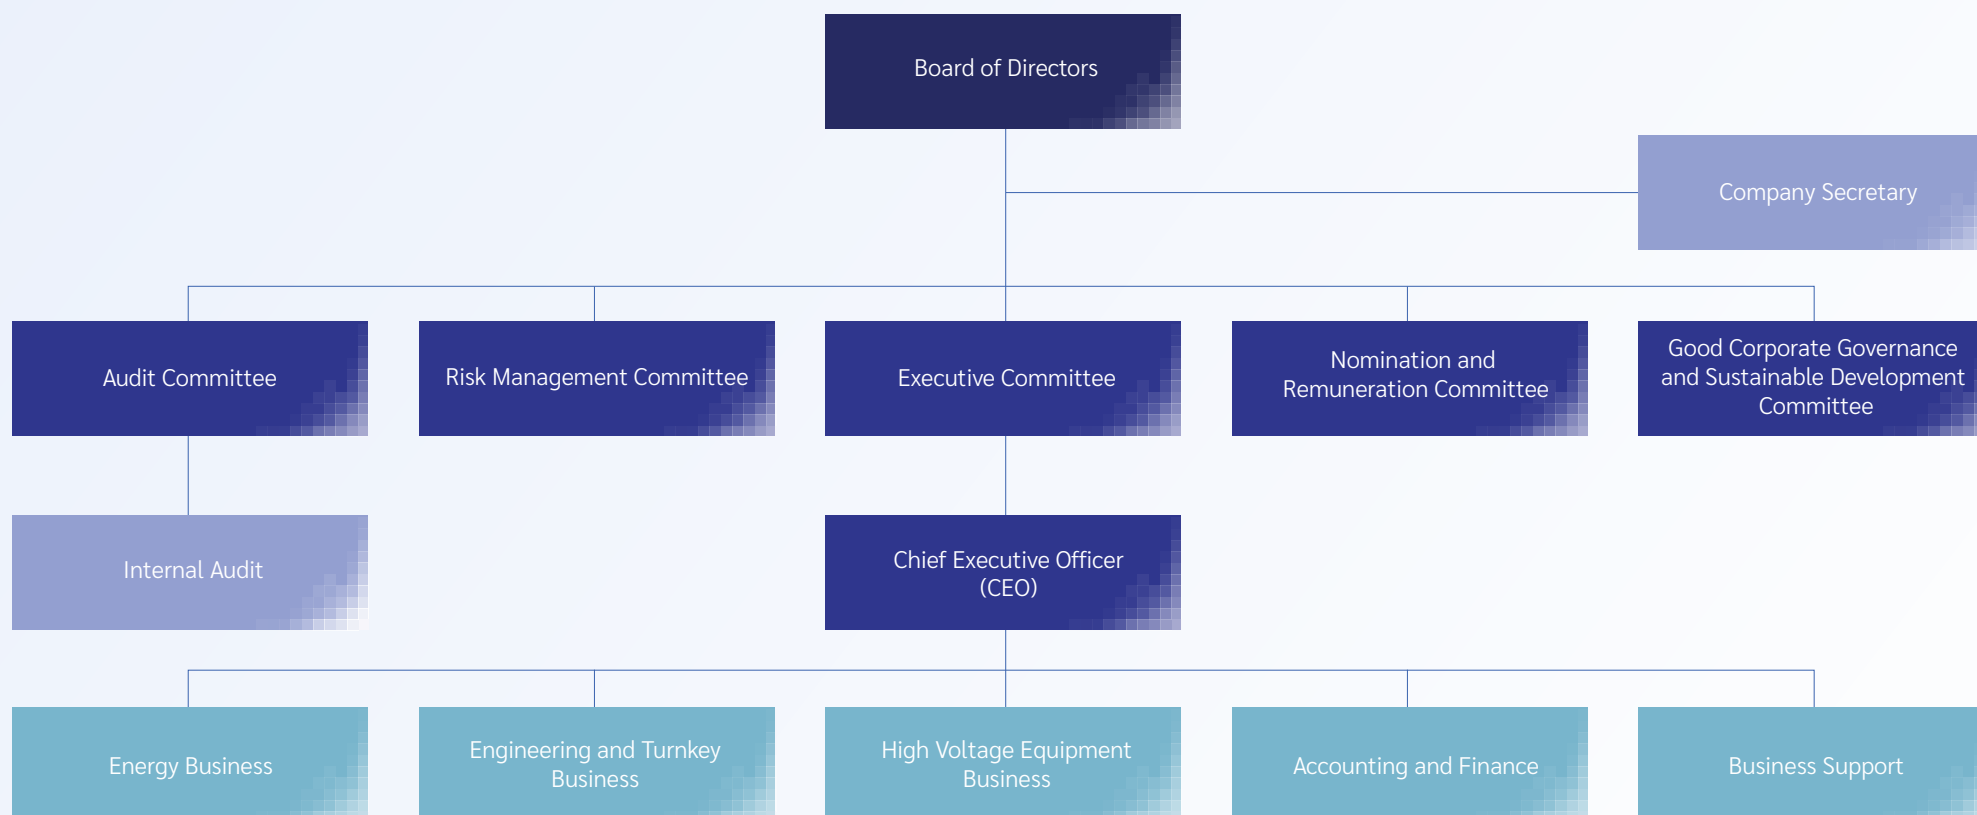 Board of Directors
Company Secretary
Audit Committee
Risk Management Committee
Executive Committee
Nomination and
Remuneration Committee
Good Corporate Governance
and Sustainable Development
Committee
Internal Audit
Chief Executive Officer
(CEO)
Energy Business
Engineering and Turnkey
Business
High Voltage Equipment
Business
Accounting and Finance
Business Support